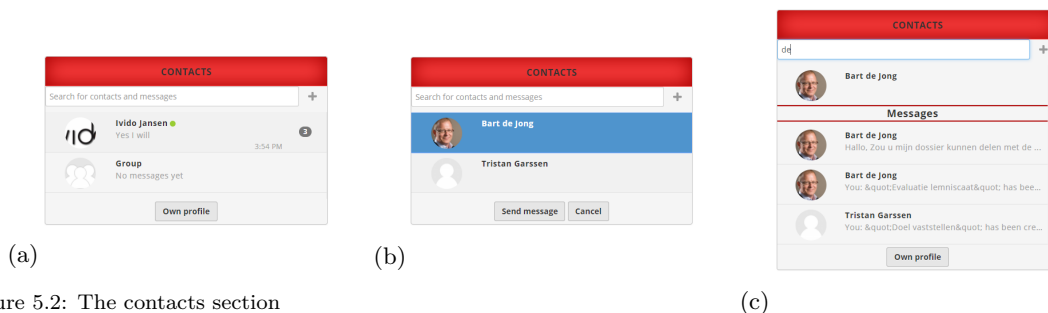 CONTACTS
Search for contacts and messages
Ivido Jansen
Yes I will
3
3:54 PM
Group
No messages yet
Own profile
(a)
CONTACTS
Search for contacts and messages
Bart de Jong
Tristan Garssen
Send message Cancel
(b)
CONTACTS
de
Bart de Jong
Messages
Bart de Jong
Hallo, Zou u mijn dossier kunnen delen met de ...
Bart de Jong
You: &quot;Evaluatie lemniscaat&quot; has bee...
Tristan Garssen
You: &quot;Doel vaststellen&quot; has been cre...
Own profile
(c)
ure 5.2: The contacts section